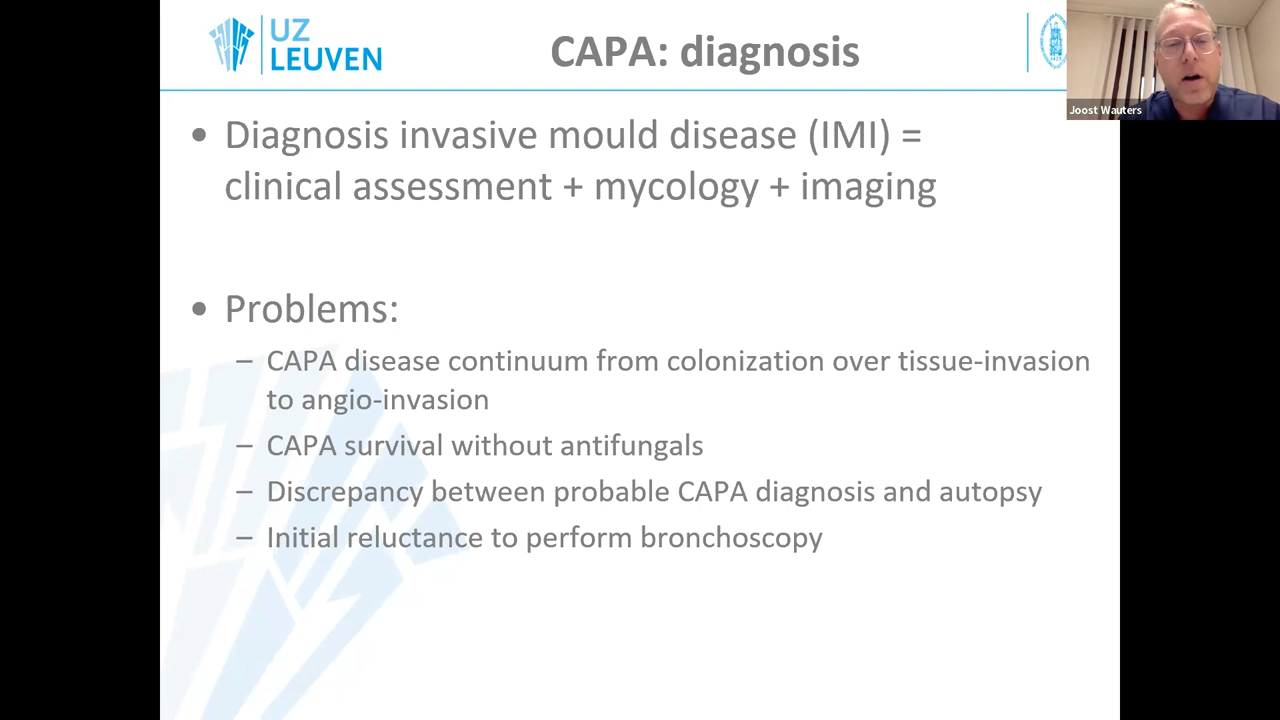 UZ
LEUVEN
CAPA: diagnosis
Joost Wauters
• Diagnosis invasive mould disease (IMI) =
clinical assessment + mycology + imaging
• Problems:
– CAPA disease continuum from colonization over tissue-invasion
to angio-invasion
– CAPA survival without antifungals
– Discrepancy between probable CAPA diagnosis and autopsy
– Initial reluctance to perform bronchoscopy